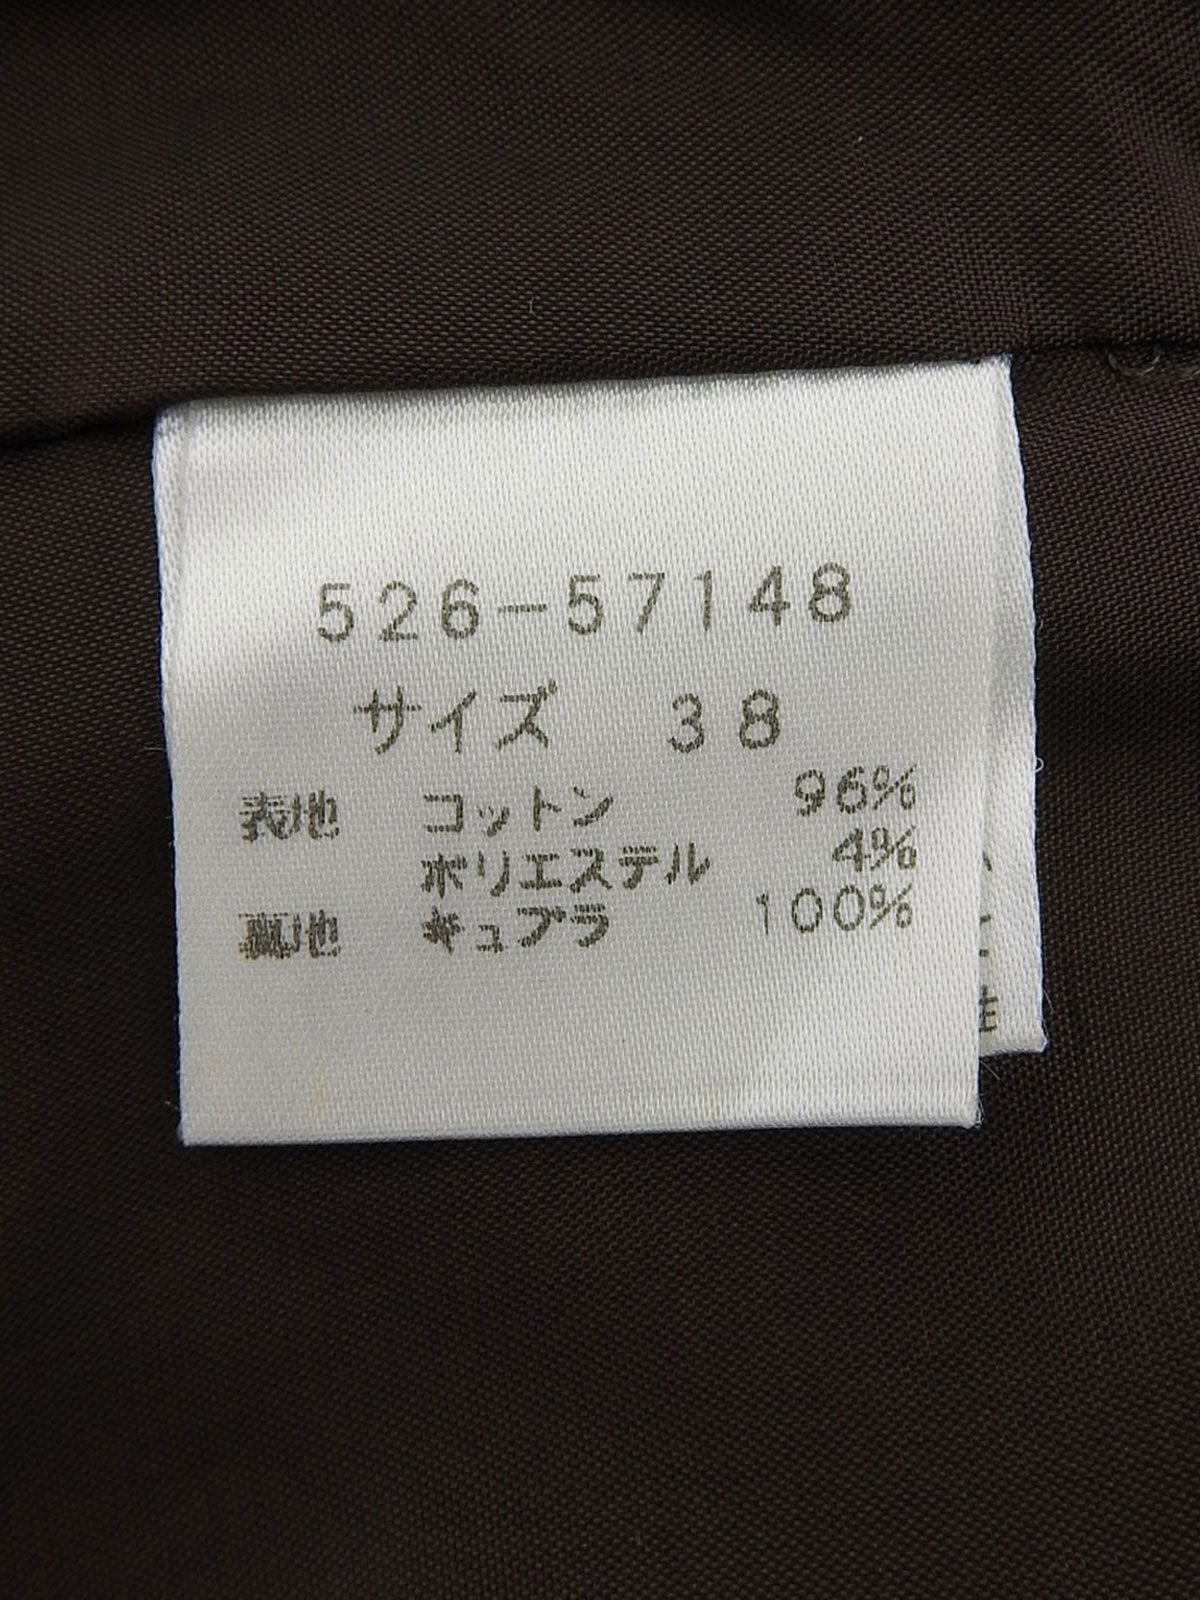 526-57148
サイズ 38
表地 コットン 96%
ポリエステル 4%
裏地 キュプラ 100%